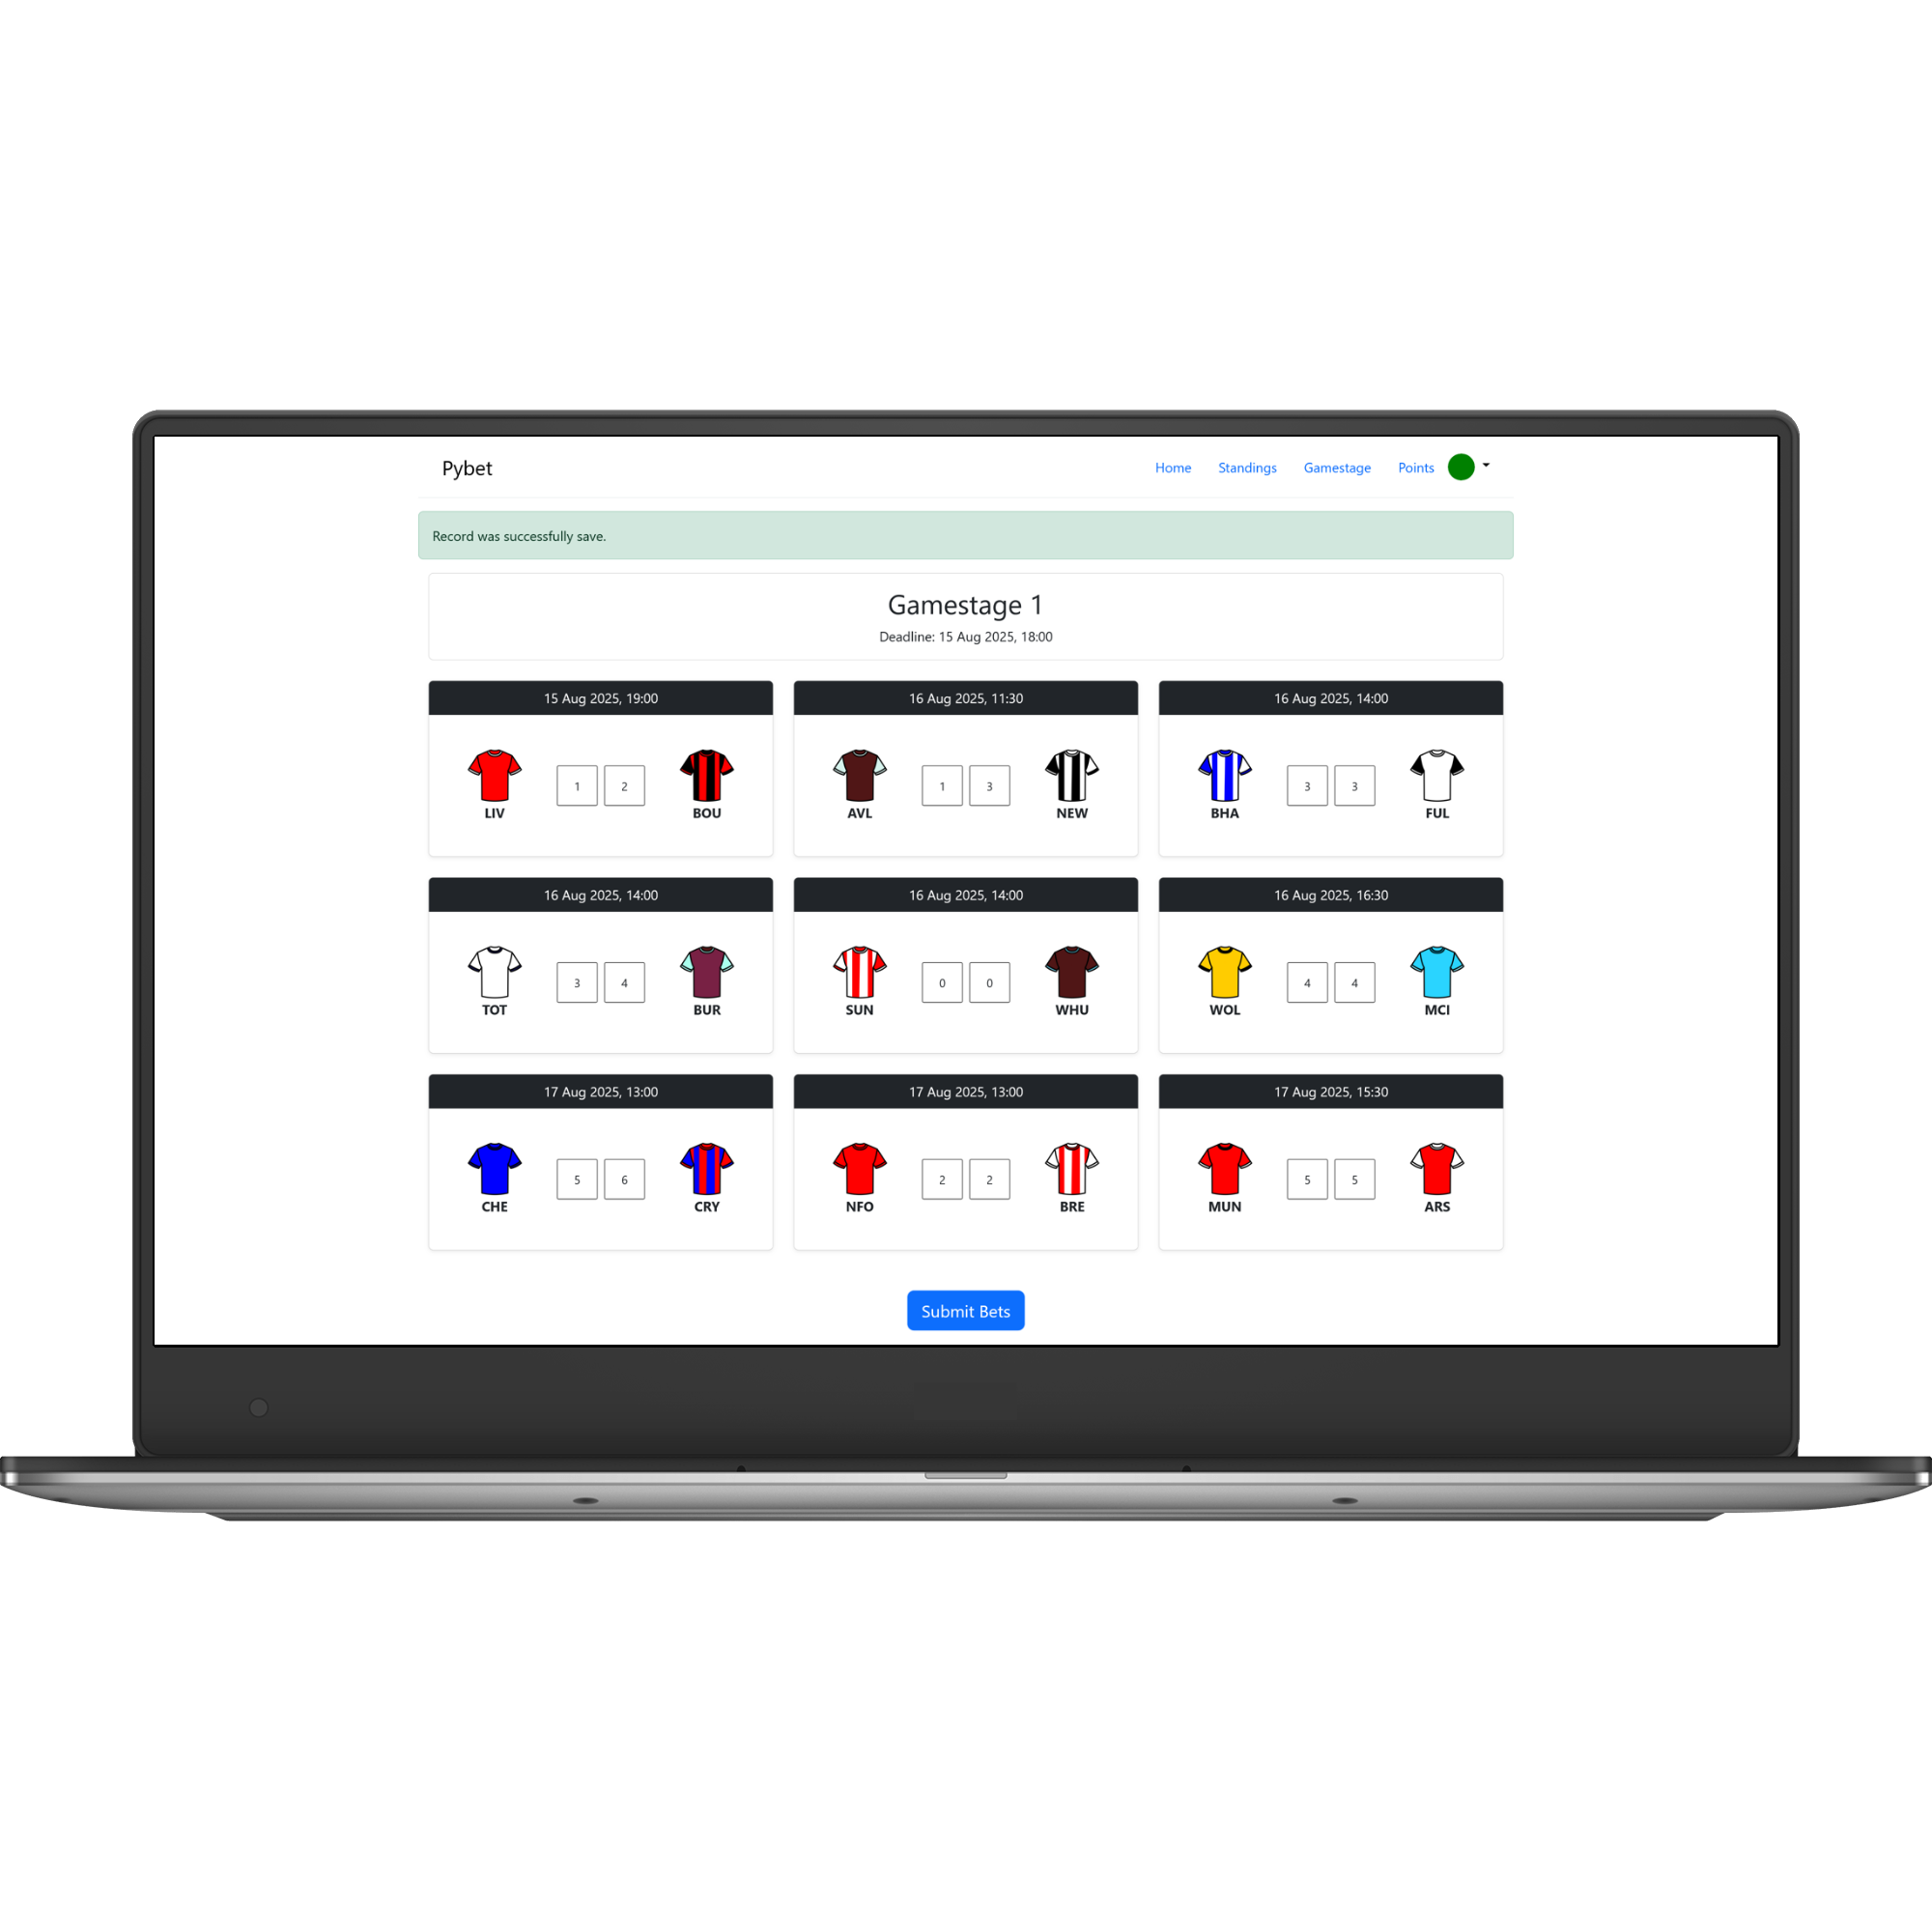 Pybet
Home Standings Gamestage Points
Record was successfully save.
Gamestage 1
Deadline: 15 Aug 2025, 18:00
15 Aug 2025, 19:00
1 2
LIV BOU
16 Aug 2025, 11:30
1 3
AVL NEW
16 Aug 2025, 14:00
3 3
BHA FUL
16 Aug 2025, 14:00
3 4
TOT BUR
16 Aug 2025, 14:00
0 0
SUN WHU
16 Aug 2025, 16:30
4 4
WOL MCI
17 Aug 2025, 13:00
5 6
CHE CRY
17 Aug 2025, 13:00
2 2
NFO BRE
17 Aug 2025, 15:30
5 5
MUN ARS
Submit Bets